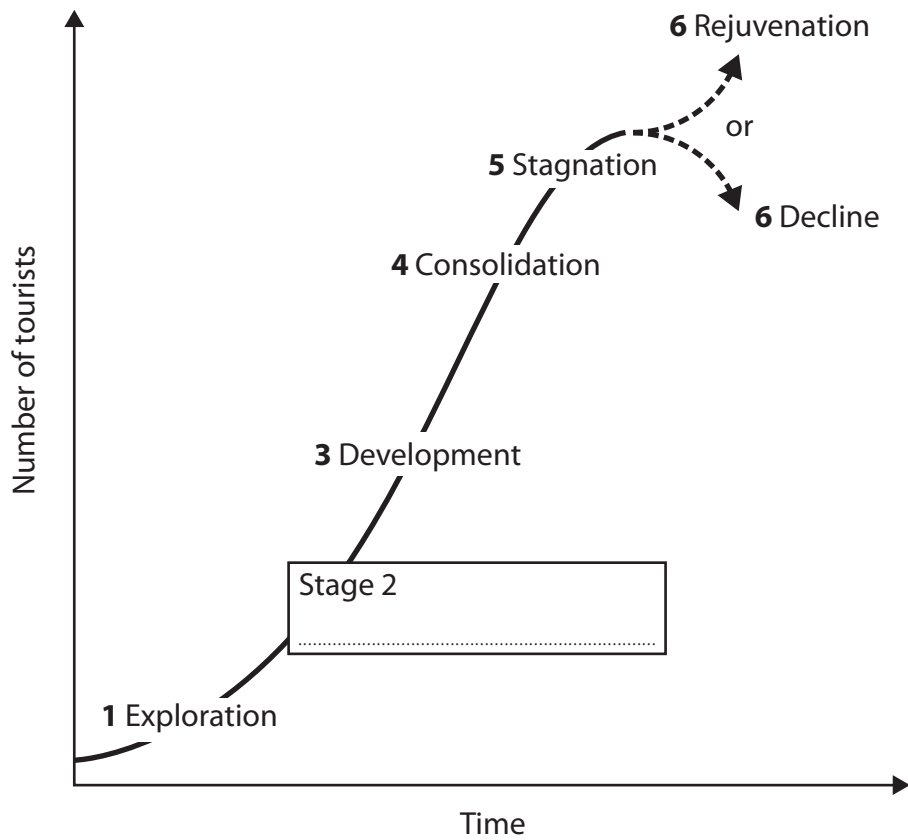 6 Rejuvenation
or
5 Stagnation
6 Decline
4 Consolidation
Number of tourists
3 Development
Stage 2
1 Exploration
Time